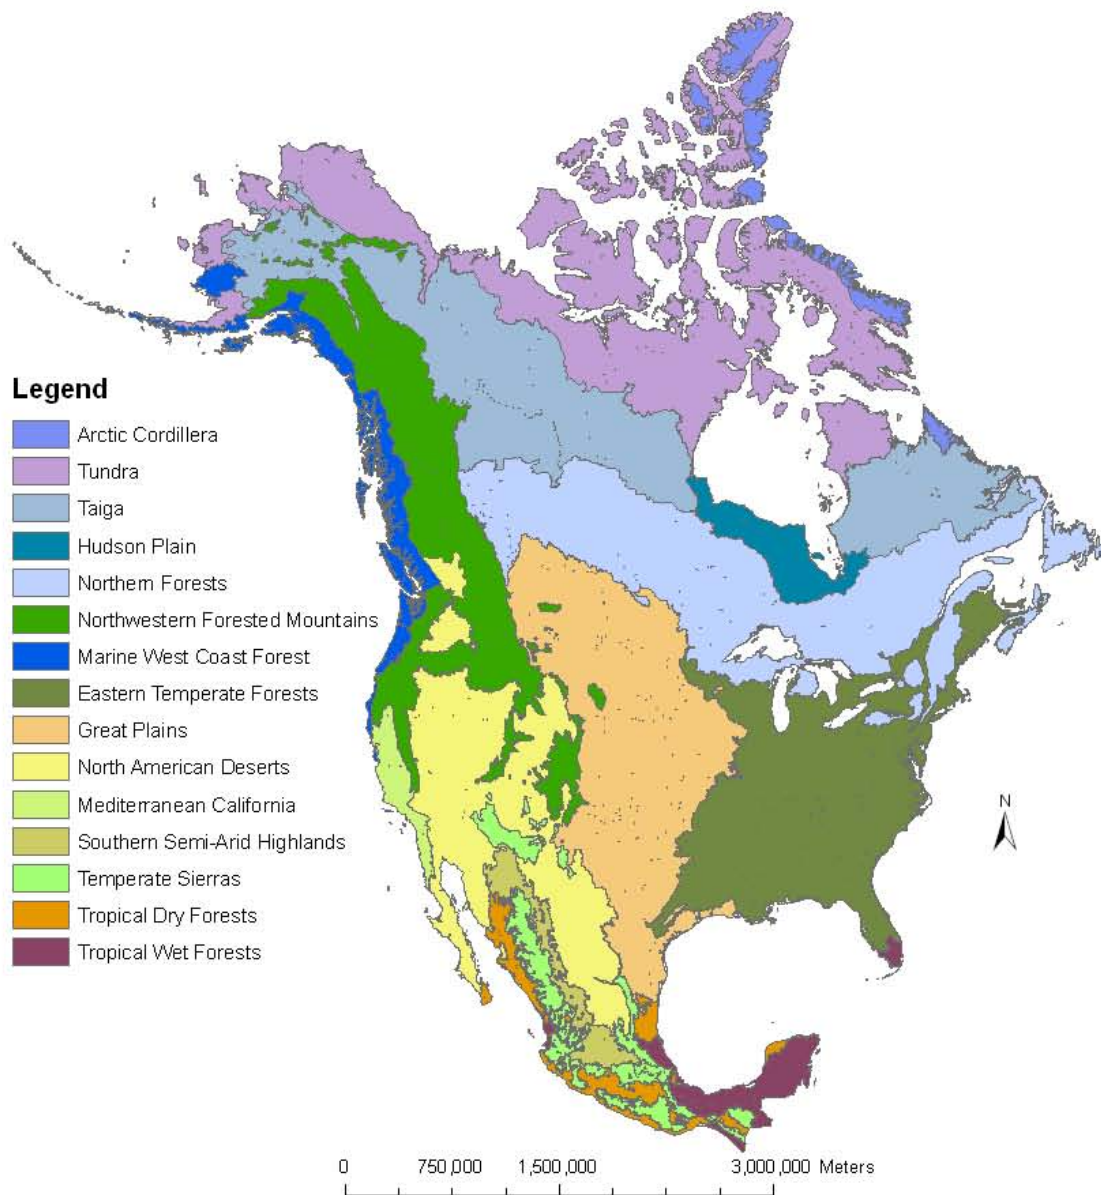 Legend
Arctic Cordillera
Tundra
Taiga
Hudson Plain
Northern Forests
Northwestern Forested Mountains
Marine West Coast Forest
Eastern Temperate Forests
Great Plains
North American Deserts
Mediterranean California
Southern Semi-Arid Highlands
Temperate Sierras
Tropical Dry Forests
Tropical Wet Forests
N
0 750,000 1,500,000 3,000,000 Meters